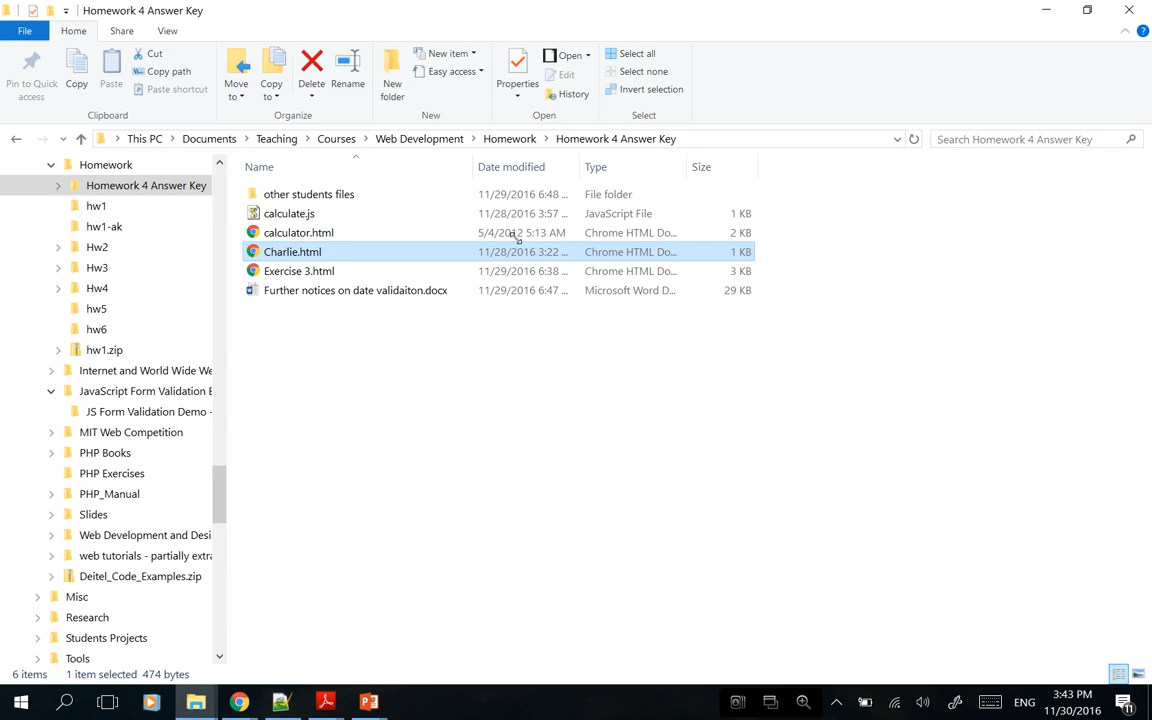 Homework 4 Answer Key
File
Home
Share
View
Pin to Quick access
Copy
Paste
Cut
Copy path
Paste shortcut
Clipboard
Move to
Copy to
Delete
Rename
Organize
New folder
New item
Easy access
New
Properties
Open
Edit
History
Open
Select all
Select none
Invert selection
Select
This PC > Documents > Teaching > Courses > Web Development > Homework > Homework 4 Answer Key
Search Homework 4 Answer Key
Homework
Homework 4 Answer Key
hw1
hw1-ak
Hw2
Hw3
Hw4
hw5
hw6
hw1.zip
Internet and World Wide We
JavaScript Form Validation E
JS Form Validation Demo -
MIT Web Competition
PHP Books
PHP Exercises
PHP_Manual
Slides
Web Development and Desi
web tutorials - partially extra
Deitel_Code_Examples.zip
Misc
Research
Students Projects
Tools
Name Date modified Type Size
other students files 11/29/2016 6:48 ... File folder
calculate.js 11/28/2016 3:57 ... JavaScript File 1 KB
calculator.html 5/4/2012 5:13 AM Chrome HTML Do... 2 KB
Charlie.html 11/28/2016 3:22 ... Chrome HTML Do... 1 KB
Exercise 3.html 11/29/2016 6:38 ... Chrome HTML Do... 3 KB
Further notices on date validaiton.docx 11/29/2016 6:47 ... Microsoft Word D... 29 KB
6 items 1 item selected 474 bytes
ENG
3:43 PM
11/30/2016
11